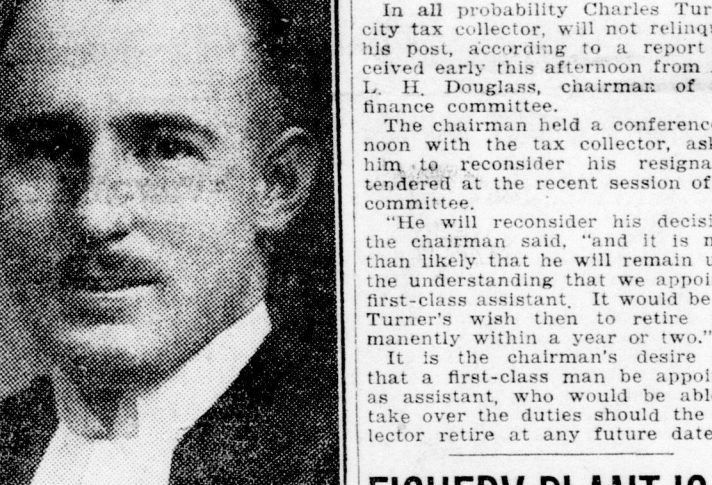 In all probability Charles Tur
city tax collector, will not relinqu
his post, according to a report
ceived early this afternoon from
L. H. Douglass, chairman of
finance committee.
The chairman held a conferenc
noon with the tax collector, as
him to reconsider his resigna
tendered at the recent session of
committee.
"He will reconsider his decisi
the chairman said, "and it is m
than likely that he will remain u
the understanding that we appoi
first-class assistant. It would be
Turner's wish then to retire
manently within a year or two."
It is the chairman's desire
that a first-class man be appoi
as assistant, who would be abl
take over the duties should the
lector retire at any future date
FISHERY PLANT IS